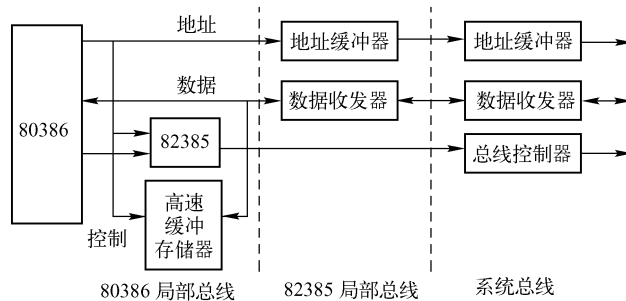 地址
地址缓冲器
地址缓冲器
数据
数据收发器
数据收发器
80386
82385
总线控制器
高速
缓冲
存储器
控制
80386 局部总线
82385 局部总线
系统总线